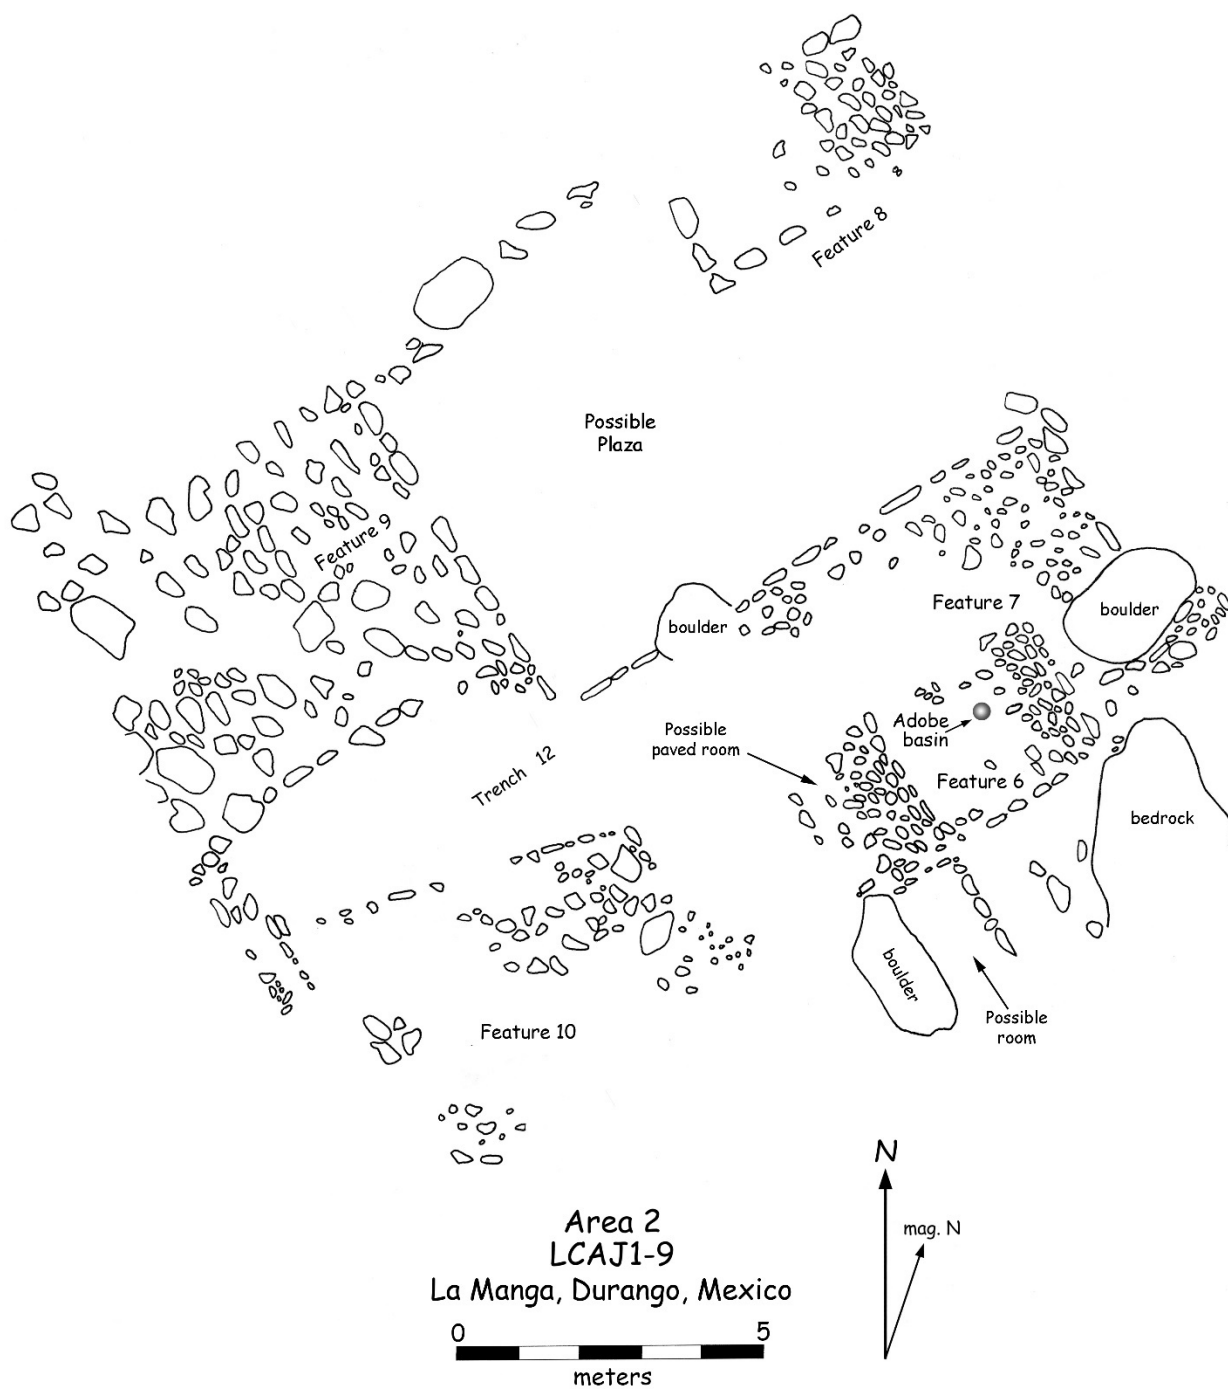 Feature 8
Possible
Plaza
Feature 9
Feature 7
boulder
boulder
Possible
paved room
Adobe
basin
Trench 12
Feature 6
bedrock
boulder
Possible
room
Feature 10
N
mag. N
Area 2
LCAJ1-9
La Manga, Durango, Mexico
0 5
meters